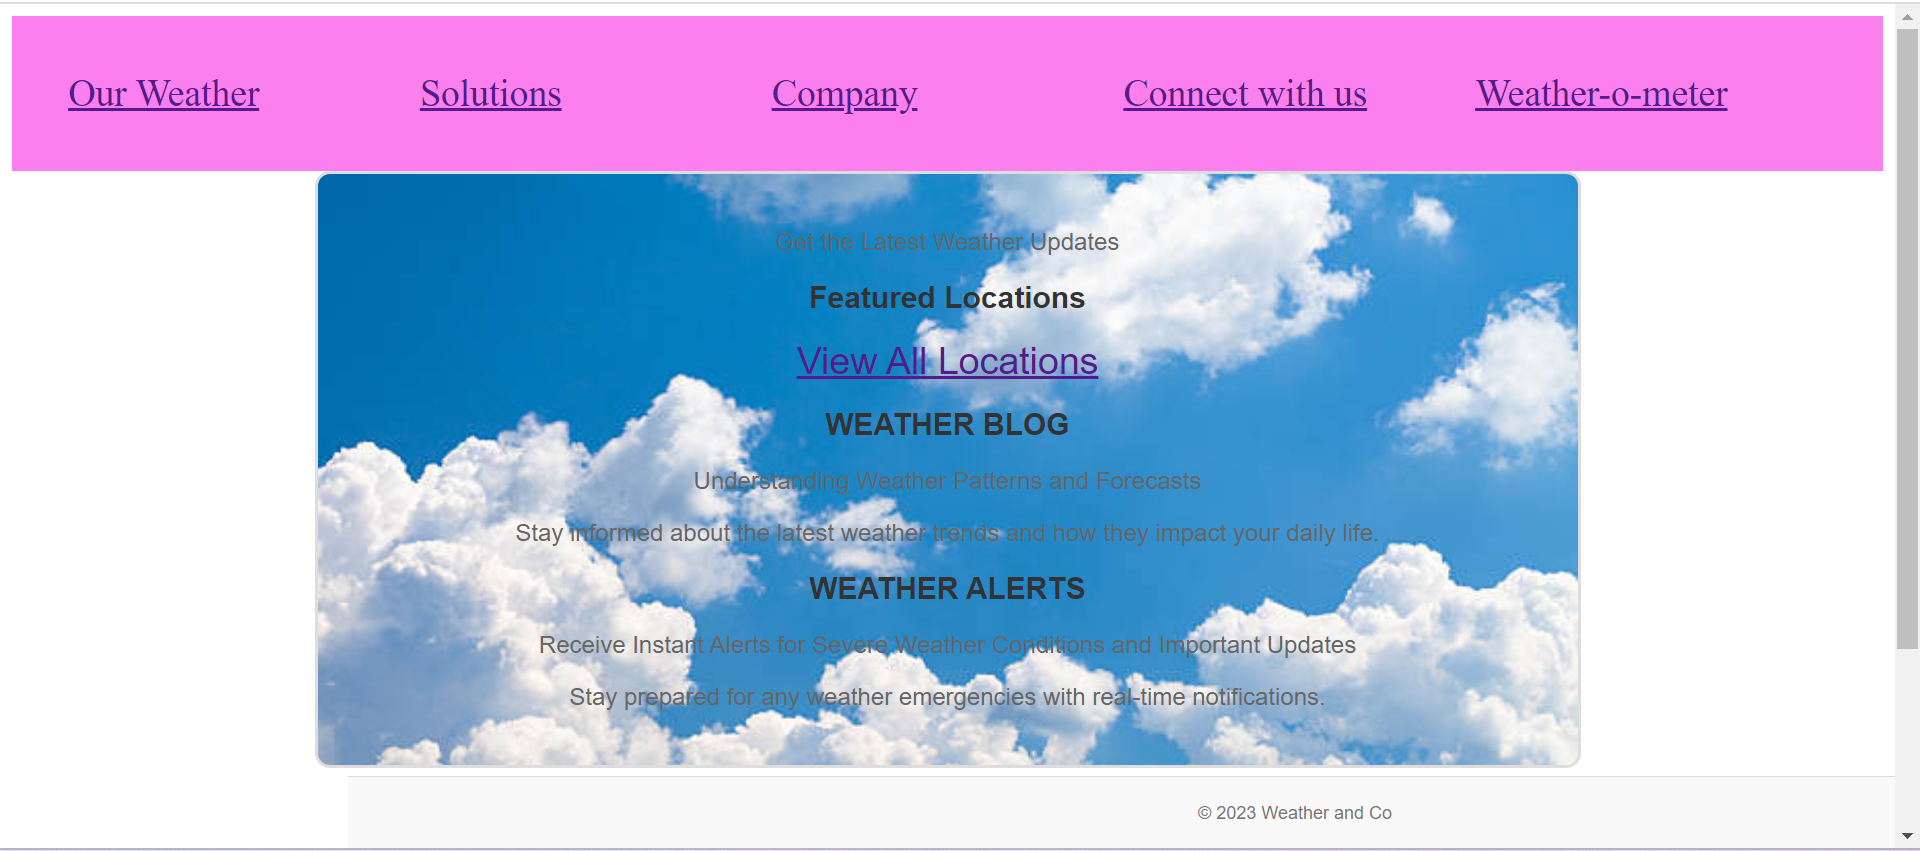 Our Weather Solutions Company Connect with us Weather-o-meter
Get the Latest Weather Updates
Featured Locations
View All Locations
WEATHER BLOG
Understanding Weather Patterns and Forecasts
Stay informed about the latest weather trends and how they impact your daily life.
WEATHER ALERTS
Receive Instant Alerts for Severe Weather Conditions and Important Updates
Stay prepared for any weather emergencies with real-time notifications.
© 2023 Weather and Co